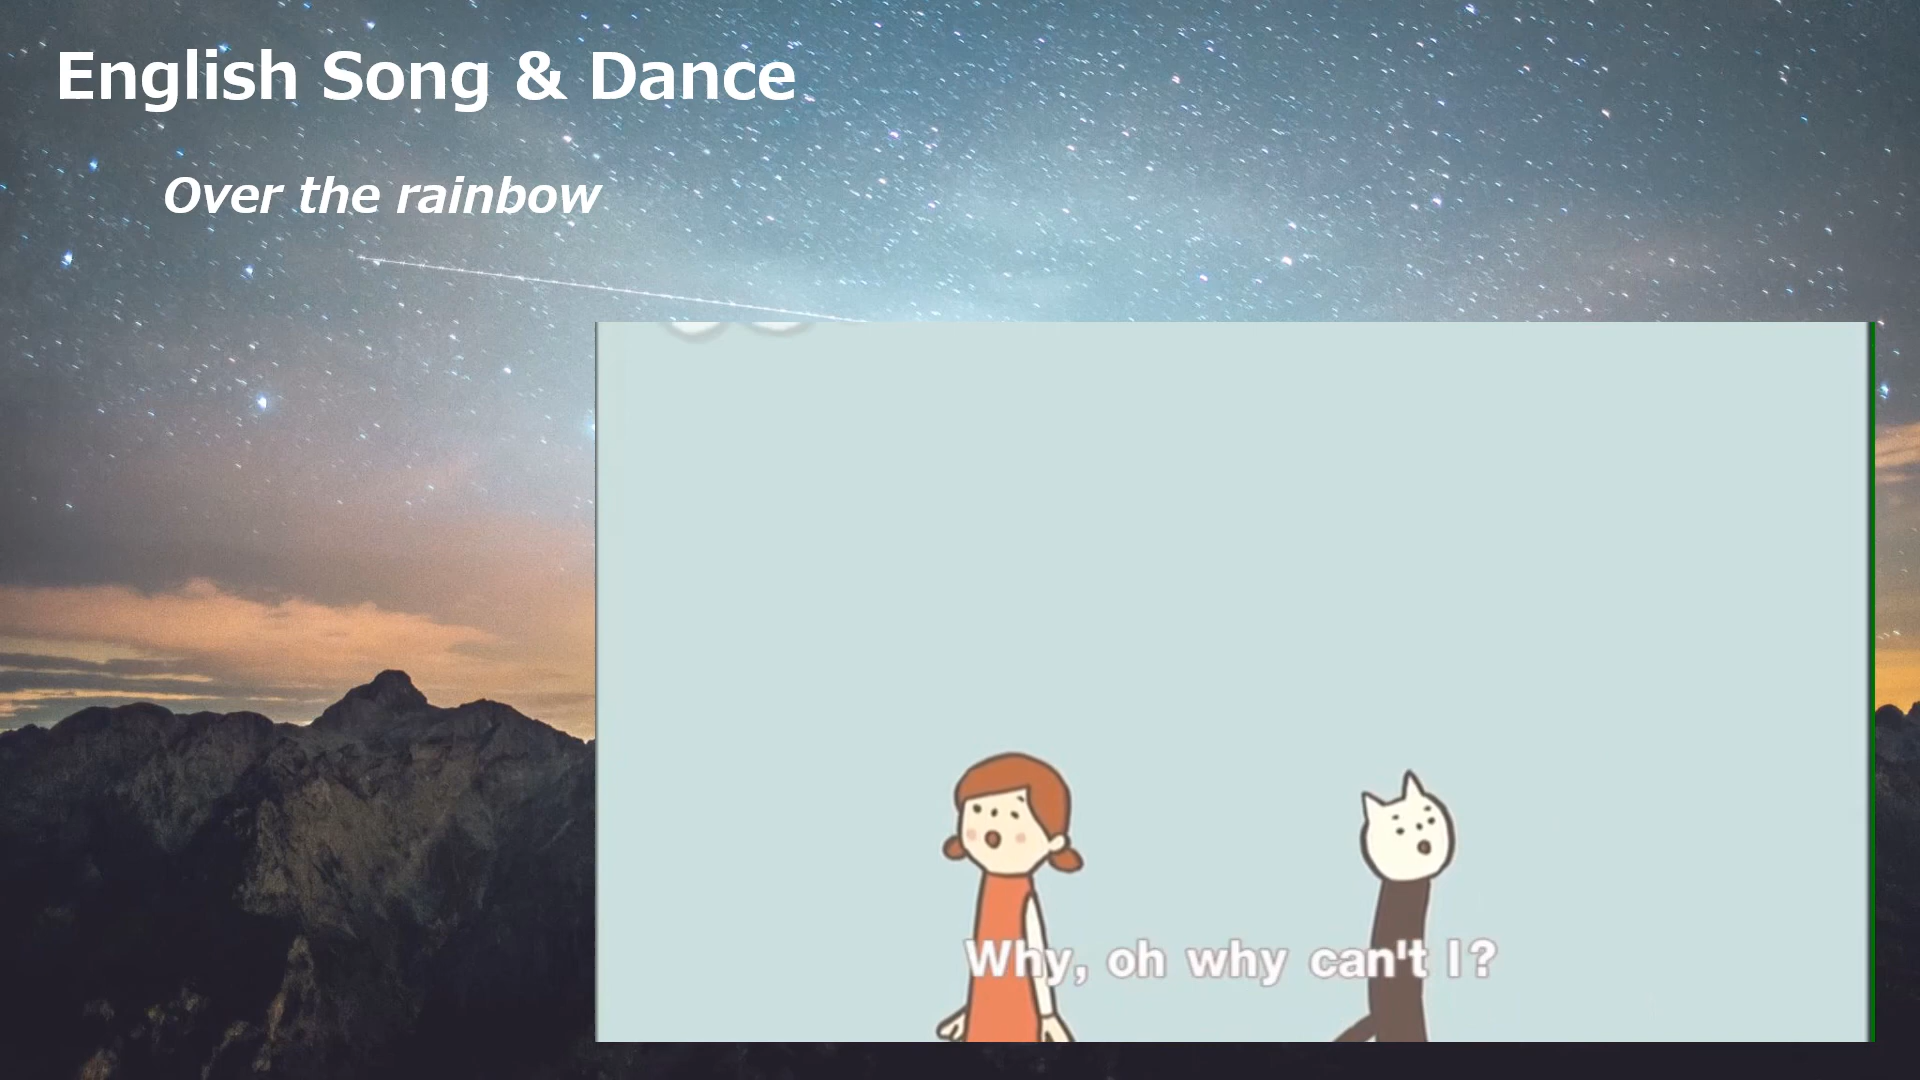 English Song & Dance
Over the rainbow
Why, oh why can't I?